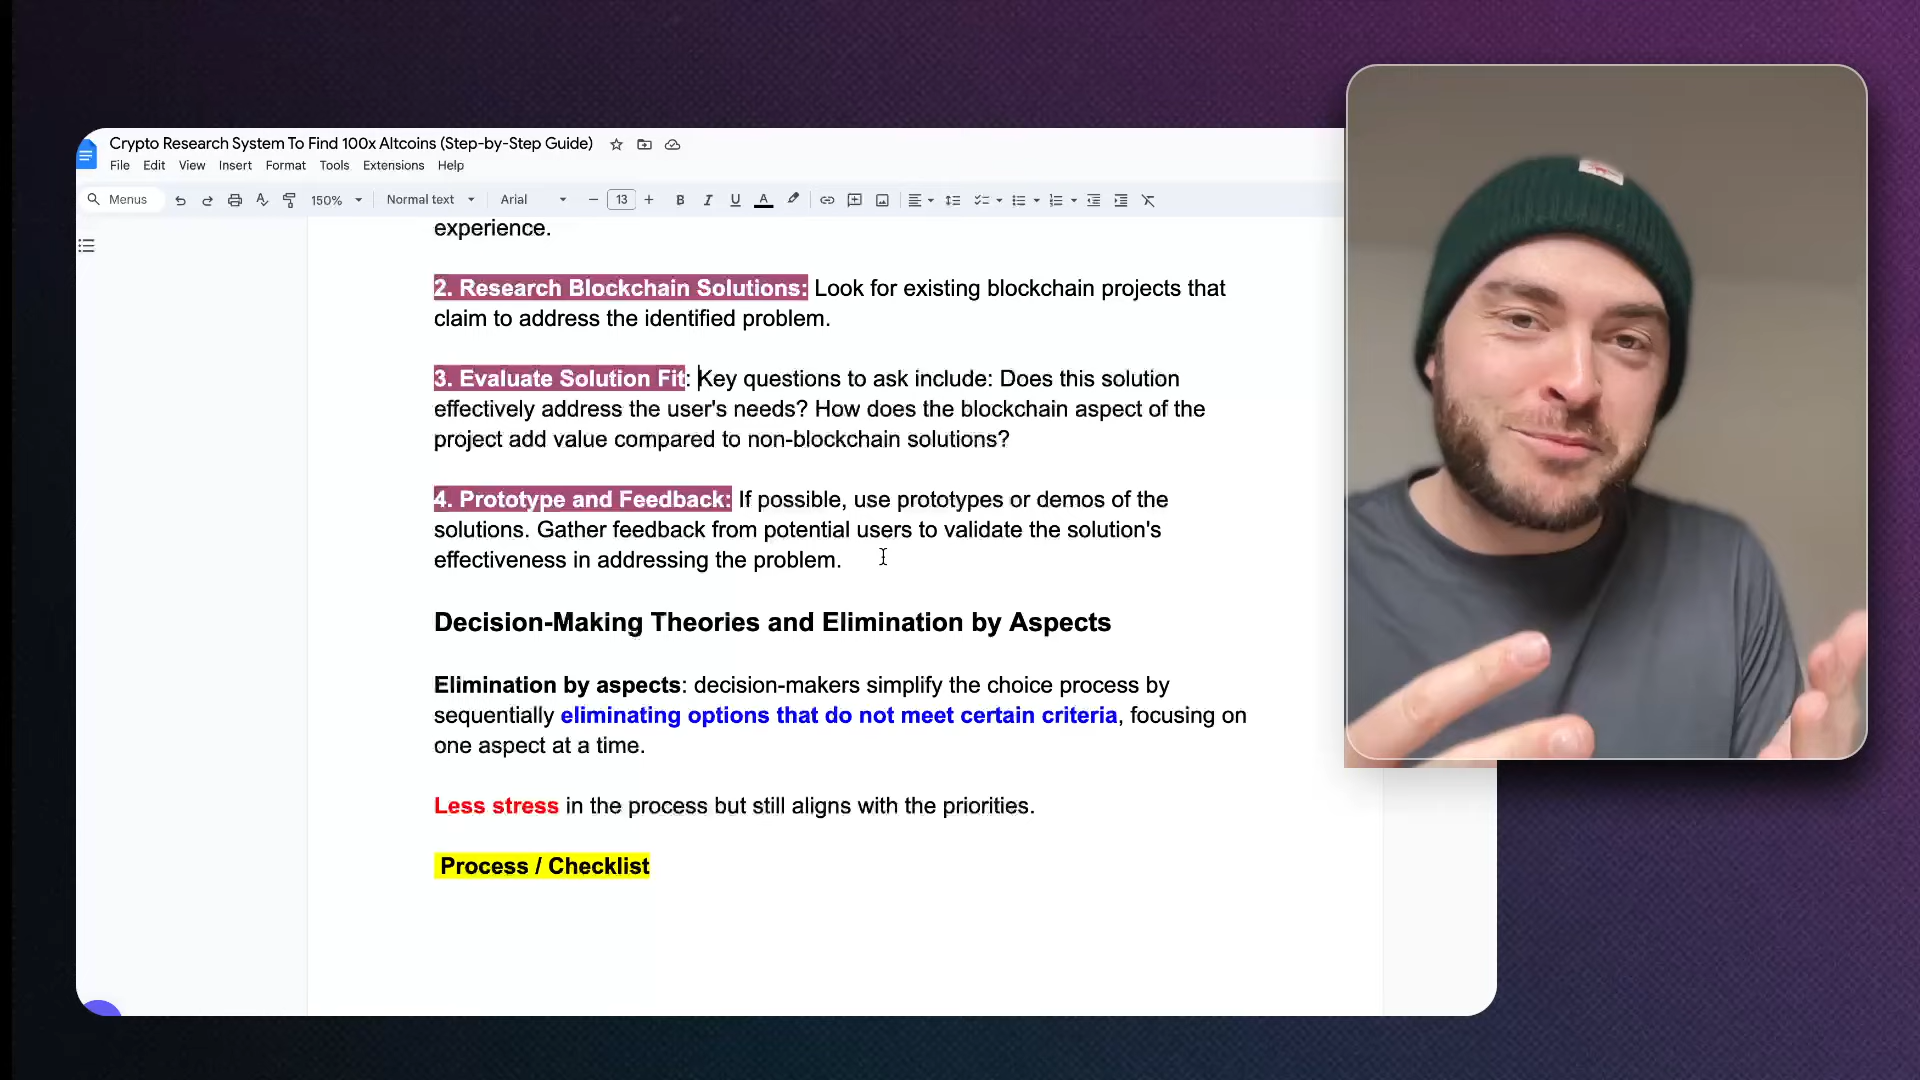 Crypto Research System To Find 100x Altcoins (Step-by-Step Guide)
File Edit View Insert Format Tools Extensions Help
Menus 150% Normal text Arial 13 B I U A
experience.
2. Research Blockchain Solutions: Look for existing blockchain projects that
claim to address the identified problem.
3. Evaluate Solution Fit: Key questions to ask include: Does this solution
effectively address the user's needs? How does the blockchain aspect of the
project add value compared to non-blockchain solutions?
4. Prototype and Feedback: If possible, use prototypes or demos of the
solutions. Gather feedback from potential users to validate the solution's
effectiveness in addressing the problem.
Decision-Making Theories and Elimination by Aspects
Elimination by aspects: decision-makers simplify the choice process by
sequentially eliminating options that do not meet certain criteria, focusing on
one aspect at a time.
Less stress in the process but still aligns with the priorities.
Process / Checklist